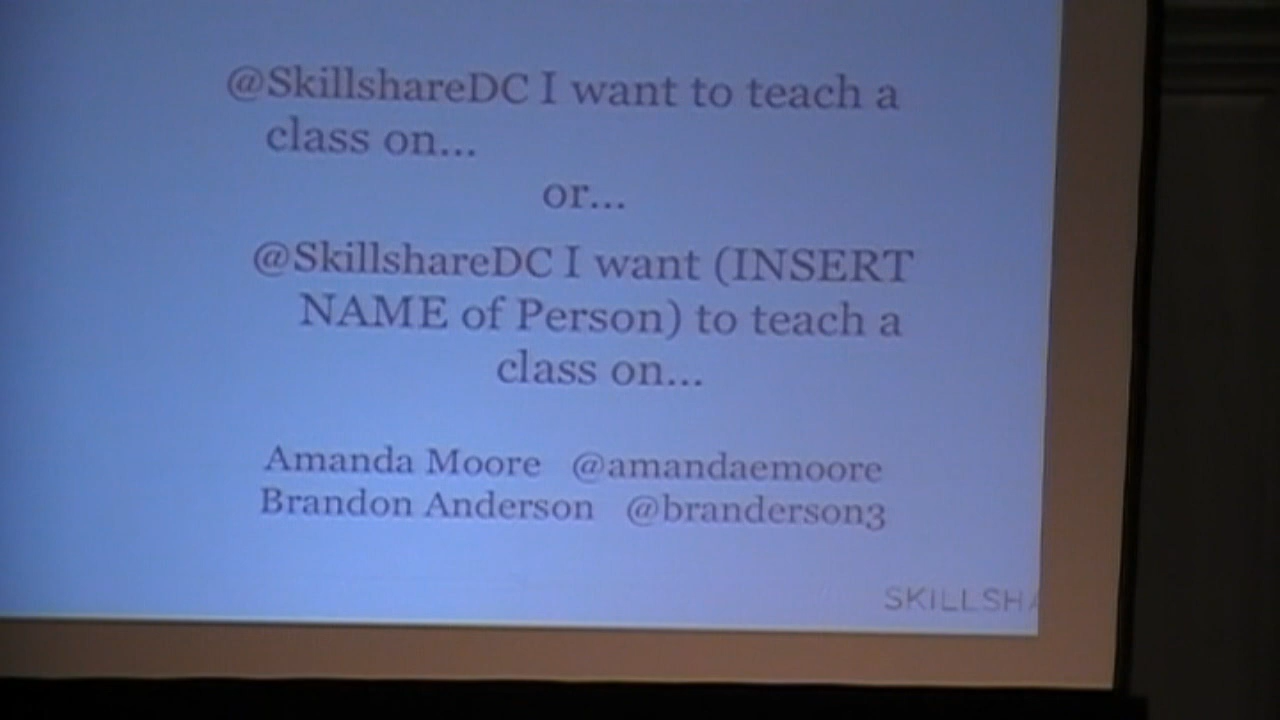 @SkillshareDC I want to teach a
class on...
or...
@SkillshareDC I want (INSERT
NAME of Person) to teach a
class on...
Amanda Moore @amandaemoore
Brandon Anderson @branderson3
SKILLSHA